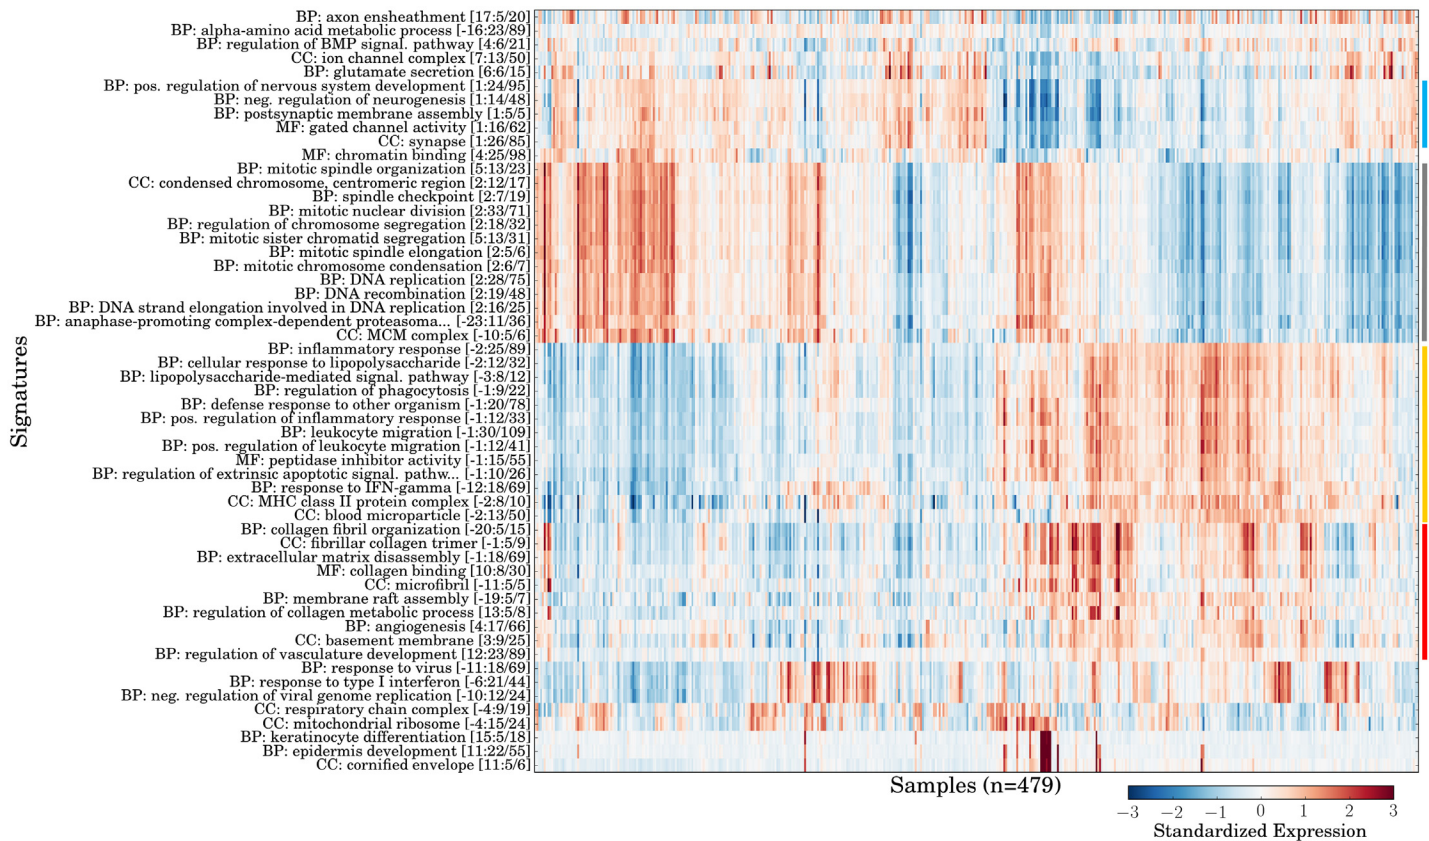 BP: axon ensheathment [17:5/20]
BP: alpha-amino acid metabolic process [-16:23/89]
BP: regulation of BMP signal. pathway [4:6/21]
CC: ion channel complex [7:13/50]
BP: glutamate secretion [6:6/15]
BP: pos. regulation of nervous system development [1:24/95]
BP: neg. regulation of neurogenesis [1:14/48]
BP: postsynaptic membrane assembly [1:5/5]
MF: gated channel activity [1:16/62]
CC: synapse [1:26/85]
MF: chromatin binding [4:25/98]
BP: mitotic spindle organization [5:13/23]
CC: condensed chromosome, centromeric region [2:12/17]
BP: spindle checkpoint [2:7/19]
BP: mitotic nuclear division [2:33/71]
BP: regulation of chromosome segregation [2:18/32]
BP: mitotic sister chromatid segregation [5:13/31]
BP: mitotic spindle elongation [2:5/6]
BP: mitotic chromosome condensation [2:6/7]
BP: DNA replication [2:28/75]
BP: DNA recombination [2:19/48]
BP: DNA strand elongation involved in DNA replication [2:16/25]
BP: anaphase-promoting complex-dependent proteasoma... [-23:11/36]
CC: MCM complex [-10:5/6]
BP: inflammatory response [-2:25/89]
BP: cellular response to lipopolysaccharide [-2:12/32]
BP: lipopolysaccharide-mediated signal. pathway [-3:8/12]
BP: regulation of phagocytosis [-1:9/22]
BP: defense response to other organism [-1:20/78]
BP: pos. regulation of inflammatory response [-1:12/33]
BP: leukocyte migration [-1:30/109]
BP: pos. regulation of leukocyte migration [-1:12/41]
MF: peptidase inhibitor activity [-1:15/55]
BP: regulation of extrinsic apoptotic signal. pathw... [-1:10/26]
BP: response to IFN-gamma [-12:18/69]
CC: MHC class II protein complex [-2:8/10]
CC: blood microparticle [-2:13/50]
BP: collagen fibril organization [-20:5/15]
CC: fibrillar collagen trimer [-1:5/9]
BP: extracellular matrix disassembly [-1:18/69]
MF: collagen binding [10:8/30]
CC: microfibril [-11:5/5]
BP: membrane raft assembly [-19:5/7]
BP: regulation of collagen metabolic process [13:5/8]
BP: angiogenesis [4:17/66]
CC: basement membrane [3:9/25]
BP: regulation of vasculature development [12:23/89]
BP: response to virus [-11:18/69]
BP: response to type I interferon [-6:21/44]
BP: neg. regulation of viral genome replication [-10:12/24]
CC: respiratory chain complex [-4:9/19]
CC: mitochondrial ribosome [-4:15/24]
BP: keratinocyte differentiation [15:5/18]
BP: epidermis development [11:22/55]
CC: cornified envelope [11:5/6]
Signatures
Samples (n=479)
−3 −2 −1 0 1 2 3
Standardized Expression